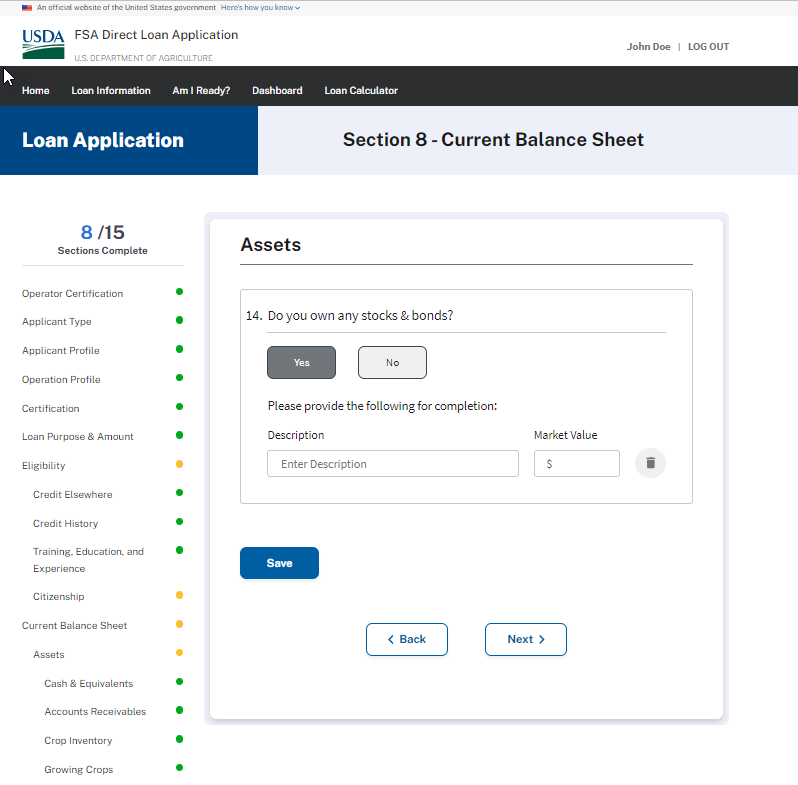 An official website of the United States government Here's how you know
USDA FSA Direct Loan Application
U.S. DEPARTMENT OF AGRICULTURE
John Doe | LOG OUT
Home Loan Information Am I Ready? Dashboard Loan Calculator
Loan Application
Section 8 - Current Balance Sheet
8 /15
Sections Complete
Operator Certification
Applicant Type
Applicant Profile
Operation Profile
Certification
Loan Purpose & Amount
Eligibility
Credit Elsewhere
Credit History
Training, Education, and
Experience
Citizenship
Current Balance Sheet
Assets
Cash & Equivalents
Accounts Receivables
Crop Inventory
Growing Crops
Assets
14. Do you own any stocks & bonds?
Yes No
Please provide the following for completion:
Description Market Value
Enter Description $
Save
< Back Next >